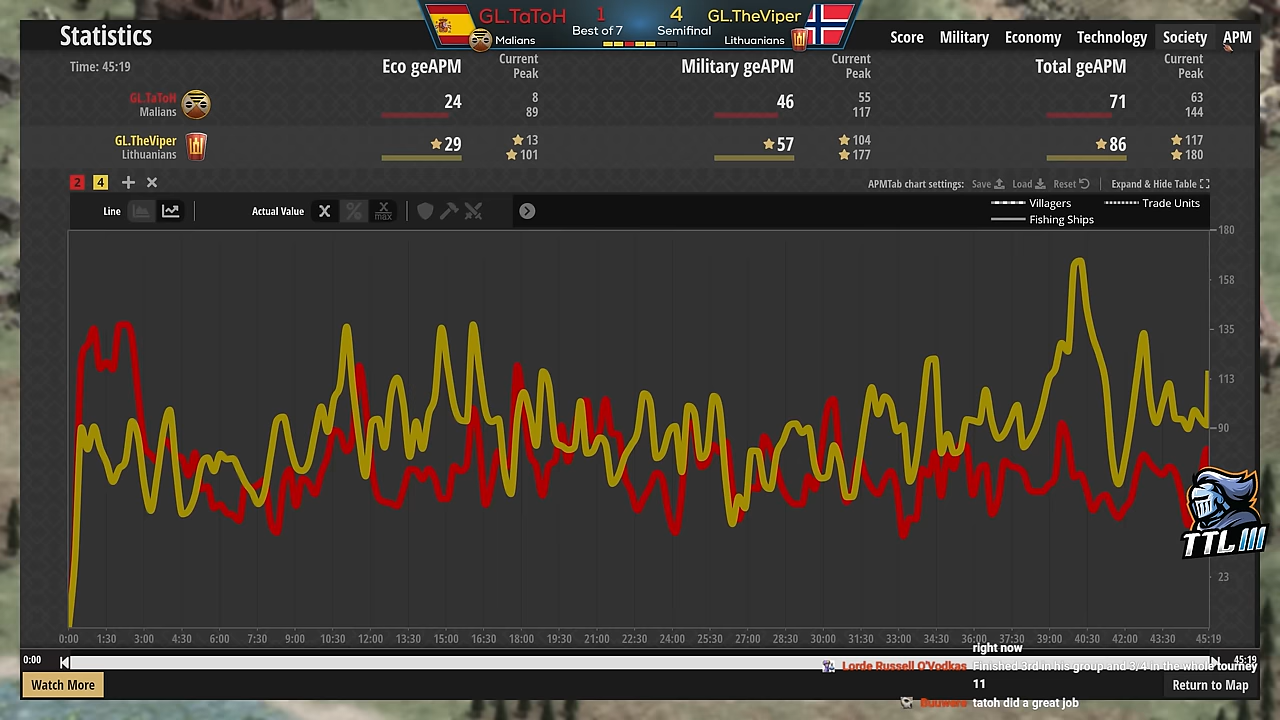 GL.TaToH 1 4 GL.TheViper
Malians Best of 7 Semifinal Lithuanians
Statistics
Score Military Economy Technology Society APM
Time: 45:19
Eco geAPM Current Peak Military geAPM Current Peak Total geAPM Current Peak
GL.TaToH 24 8 46 55 71 63
Malians 89 117 144
GL.TheViper 29 13 57 104 86 117
Lithuanians 101 177 180
2 4
APMTab chart settings: Save Load Reset Expand & Hide Table
Line Actual Value X % X max
Villagers Trade Units
Fishing Ships
180
158
135
113
90
23
TTL III
0:00 1:30 3:00 4:30 6:00 7:30 9:00 10:30 12:00 13:30 15:00 16:30 18:00 19:30 21:00 22:30 24:00 25:30 27:00 28:30 30:00 31:30 33:00 34:30 36:00 37:30 39:00 40:30 42:00 43:30 45:19
right now
0:00 45:19
Lorde Russell O'Vodkas Finished 3rd in his group and 3/4 in the whole tourney
11
Watch More Return to Map
tatoh did a great job